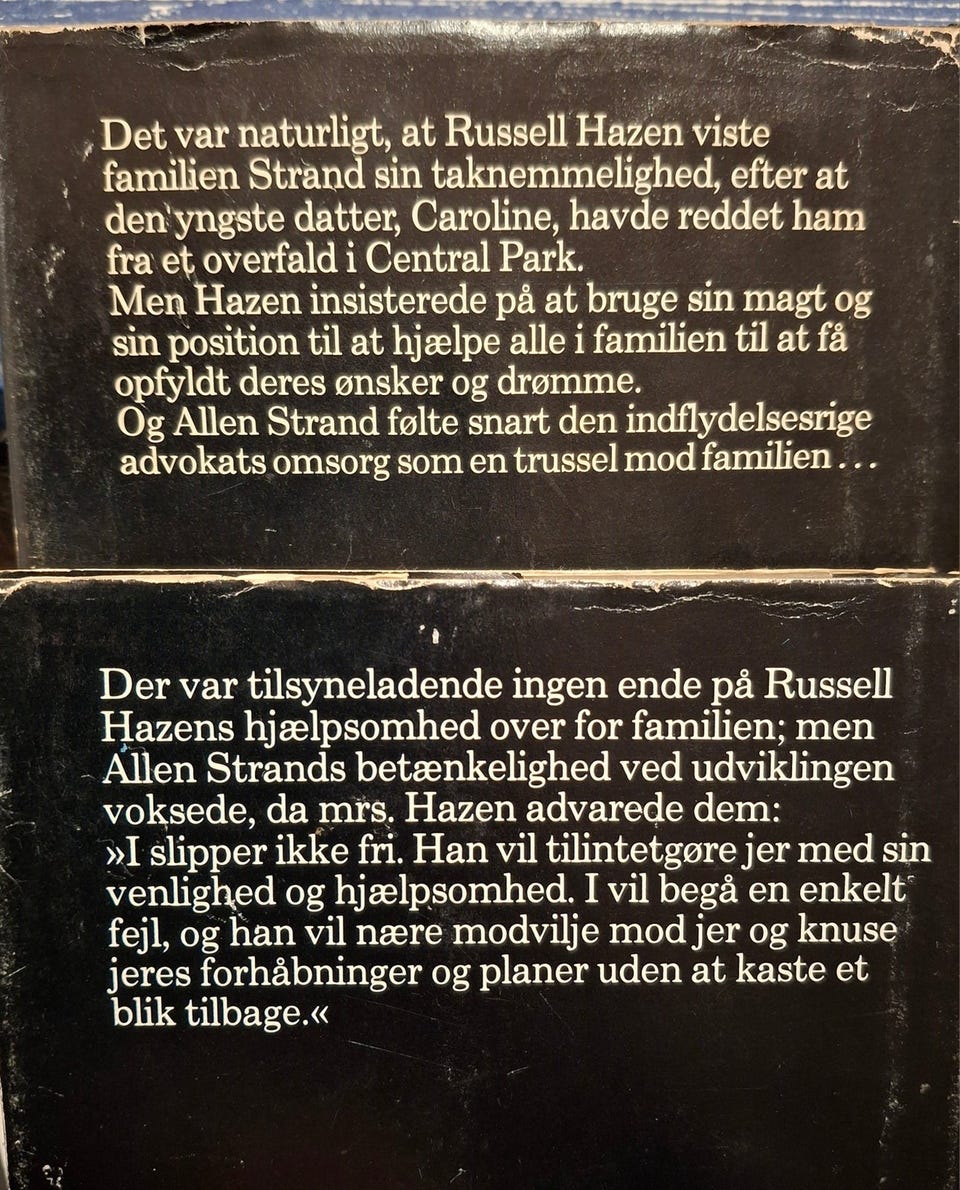 Det var naturligt, at Russell Hazen viste
familien Strand sin taknemmelighed, efter at
den yngste datter, Caroline, havde reddet ham
fra et overfald i Central Park.
Men Hazen insisterede på at bruge sin magt og
sin position til at hjælpe alle i familien til at få
opfyldt deres ønsker og drømme.
Og Allen Strand følte snart den indflydelsesrige
advokats omsorg som en trussel mod familien...
Der var tilsyneladende ingen ende på Russell
Hazens hjælpsomhed over for familien; men
Allen Strands betænkelighed ved udviklingen
voksede, da mrs. Hazen advarede dem:
»I slipper ikke fri. Han vil tilintetgøre jer med sin
venlighed og hjælpsomhed. I vil begå en enkelt
fejl, og han vil nære modvilje mod jer og knuse
jeres forhåbninger og planer uden at kaste et
blik tilbage.«